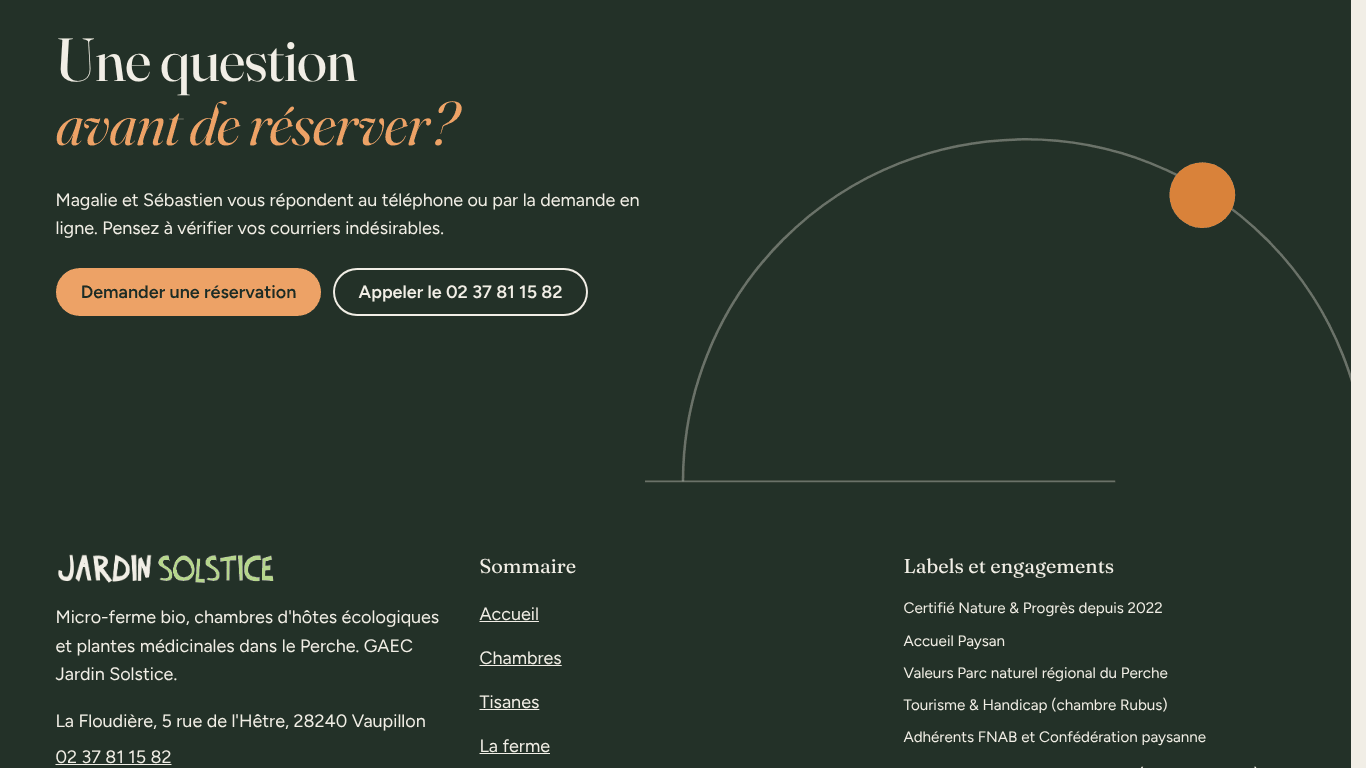 Une question
avant de réserver ?
Magalie et Sébastien vous répondent au téléphone ou par la demande en
ligne. Pensez à vérifier vos courriers indésirables.
Demander une réservation
Appeler le 02 37 81 15 82
JARDIN SOLSTICE
Micro-ferme bio, chambres d'hôtes écologiques
et plantes médicinales dans le Perche. GAEC
Jardin Solstice.
La Floudière, 5 rue de l'Hêtre, 28240 Vaupillon
02 37 81 15 82
Sommaire
Accueil
Chambres
Tisanes
La ferme
Labels et engagements
Certifié Nature & Progrès depuis 2022
Accueil Paysan
Valeurs Parc naturel régional du Perche
Tourisme & Handicap (chambre Rubus)
Adhérents FNAB et Confédération paysanne